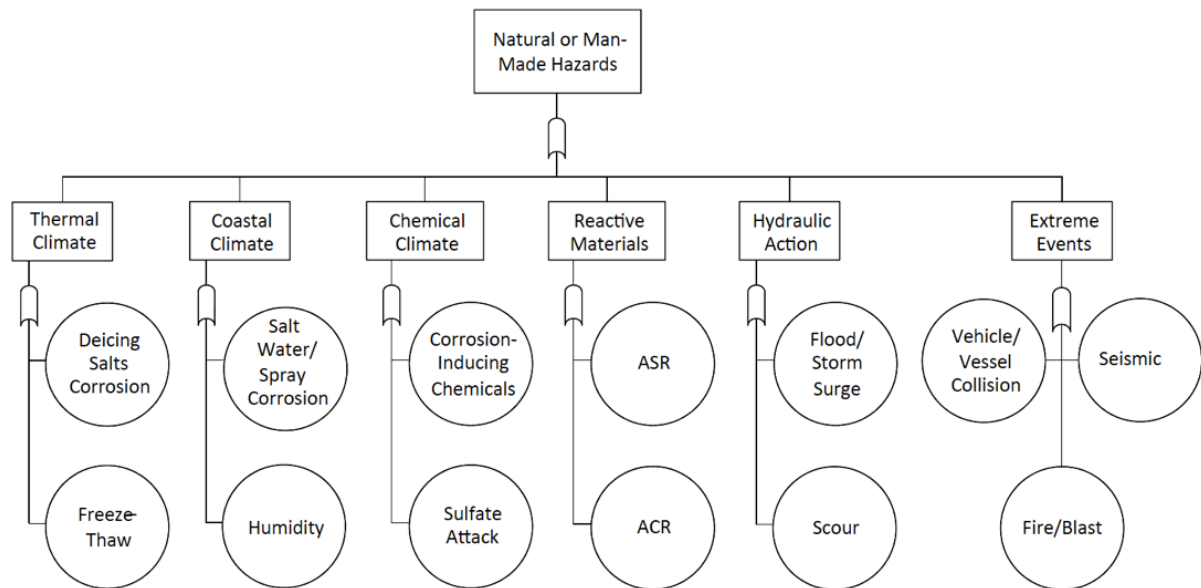 Natural or Man-
Made Hazards
Thermal
Climate
Coastal
Climate
Chemical
Climate
Reactive
Materials
Hydraulic
Action
Extreme
Events
Deicing
Salts
Corrosion
Salt
Water/
Spray
Corrosion
Corrosion-
Inducing
Chemicals
ASR
Flood/
Storm
Surge
Vehicle/
Vessel
Collision
Seismic
Freeze-
Thaw
Humidity
Sulfate
Attack
ACR
Scour
Fire/Blast